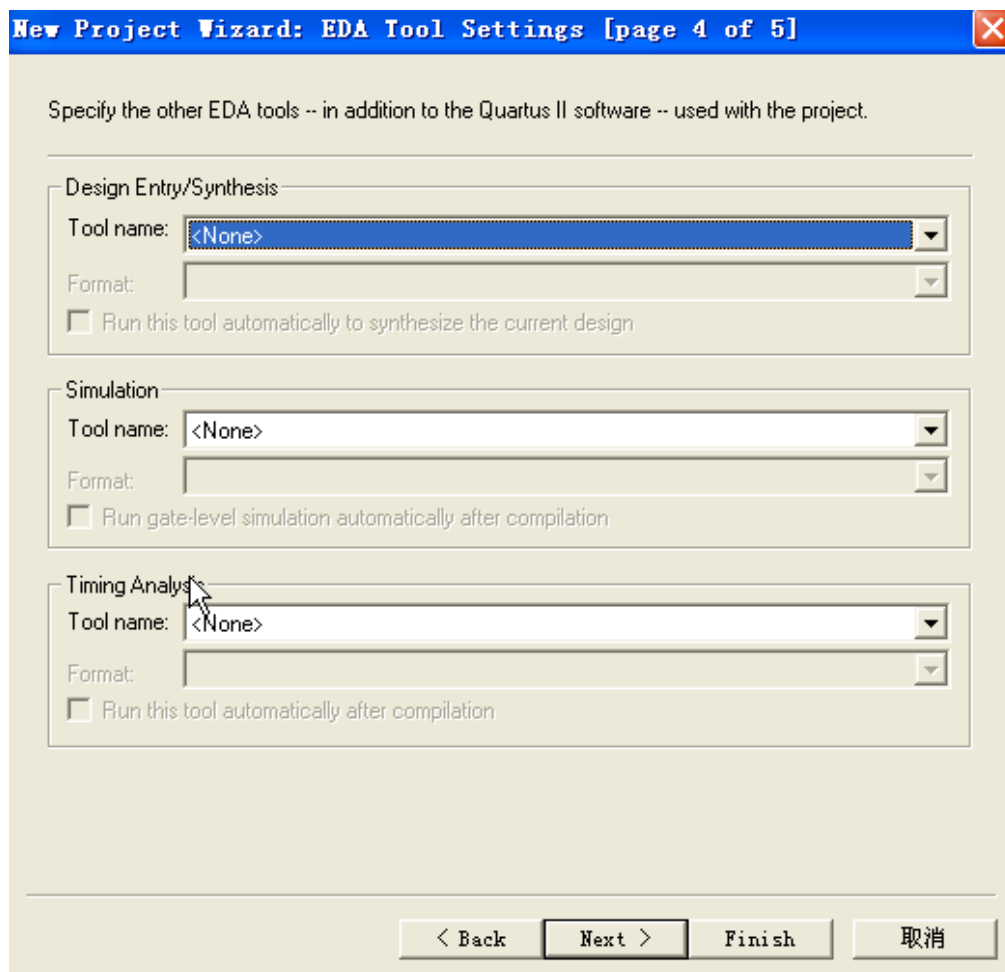 New Project Wizard: EDA Tool Settings [page 4 of 5]
Specify the other EDA tools -- in addition to the Quartus II software -- used with the project.
Design Entry/Synthesis
Tool name: <None>
Format:
Run this tool automatically to synthesize the current design
Simulation
Tool name: <None>
Format:
Run gate-level simulation automatically after compilation
Timing Analysis
Tool name: <None>
Format:
Run this tool automatically after compilation
< Back Next > Finish 取消